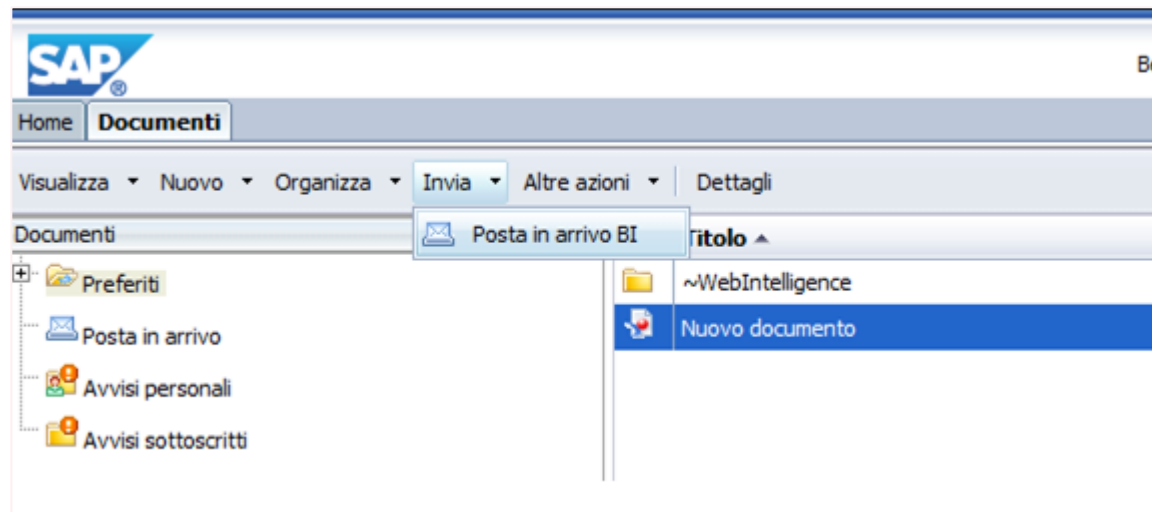 SAP®
Home Documenti
Visualizza Nuovo Organizza Invia Altre azioni Dettagli
Documenti Posta in arrivo BI Titolo
Preferiti ~WebIntelligence
Posta in arrivo Nuovo documento
Avvisi personali
Avvisi sottoscritti